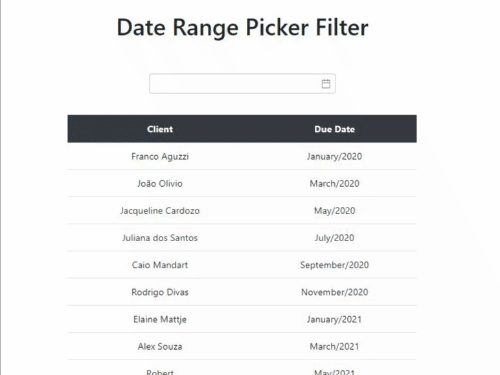 Date Range Picker Filter
Client Due Date
Franco Aguzzi January/2020
João Olivio March/2020
Jacqueline Cardozo May/2020
Juliana dos Santos July/2020
Caio Mandart September/2020
Rodrigo Divas November/2020
Elaine Mattje January/2021
Alex Souza March/2021
Robert May/2021